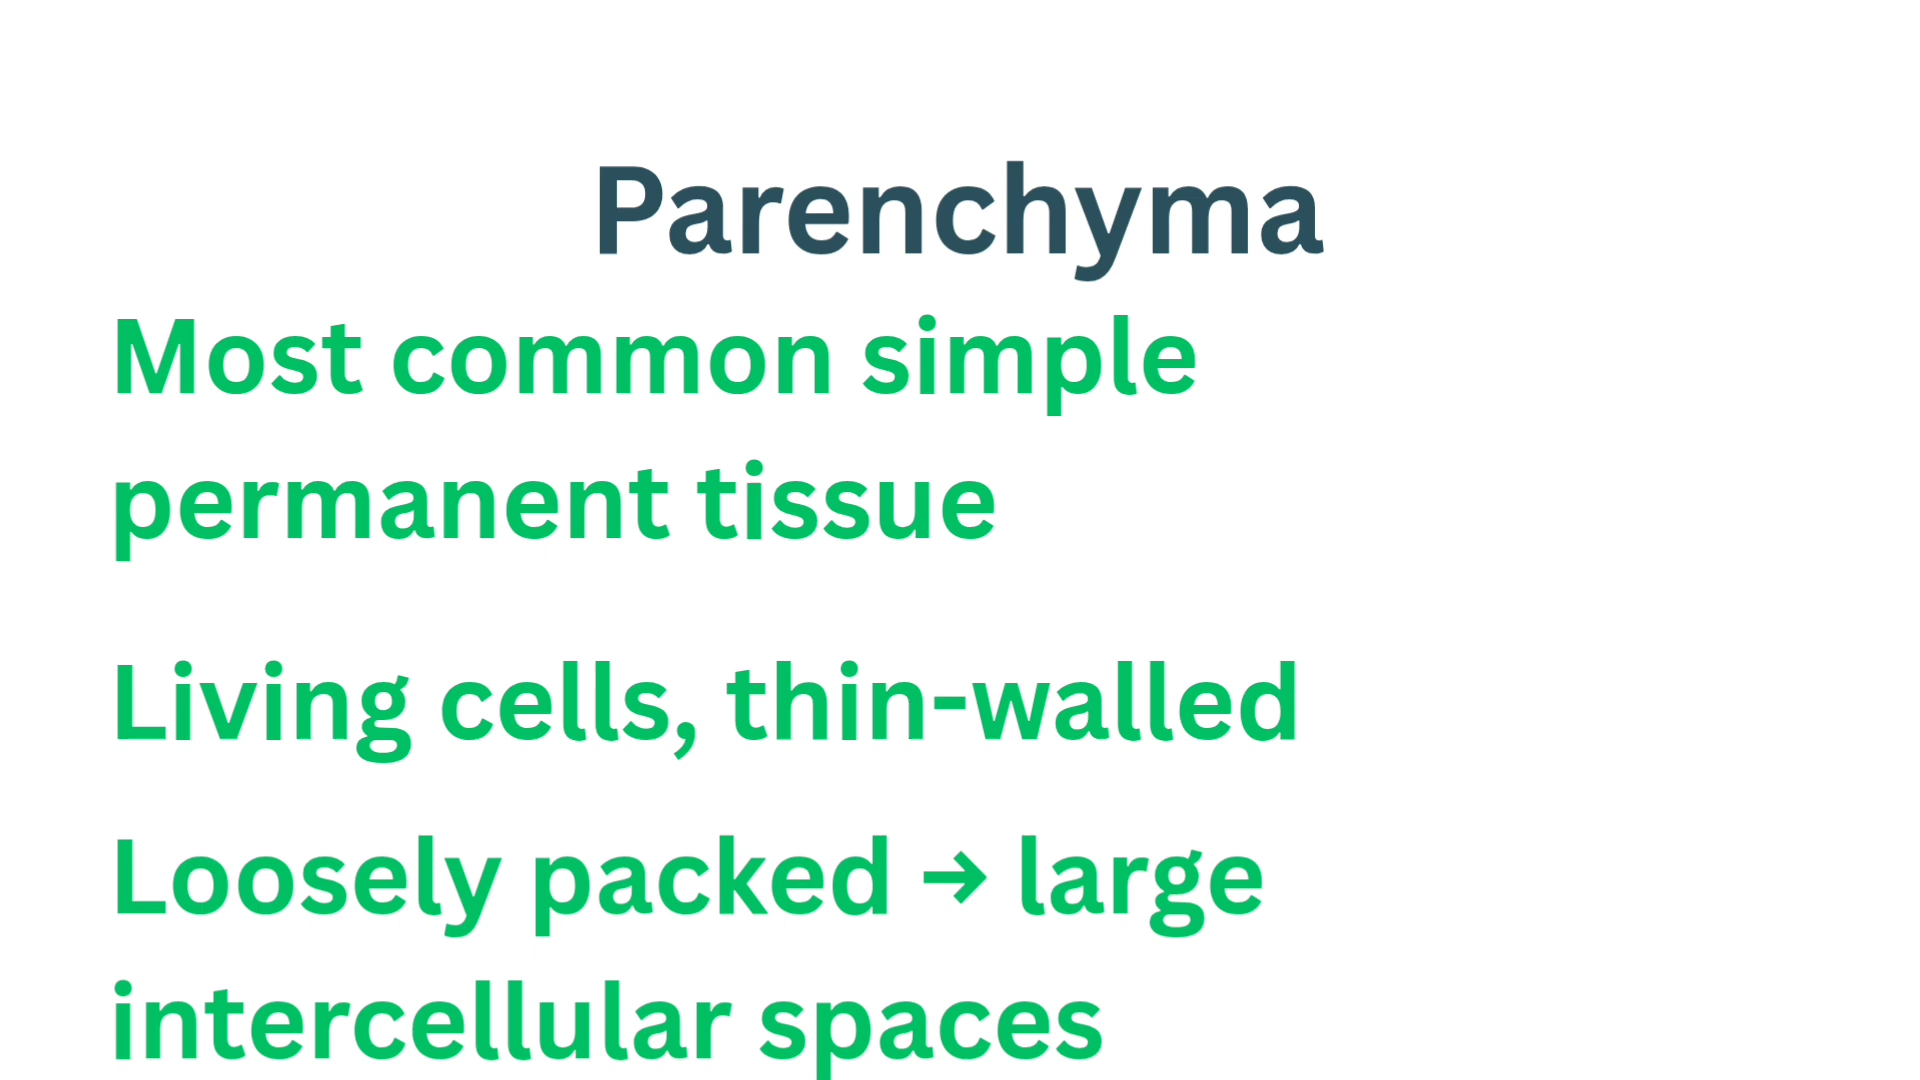 Parenchyma
Most common simple
permanent tissue
Living cells, thin-walled
Loosely packed → large
intercellular spaces